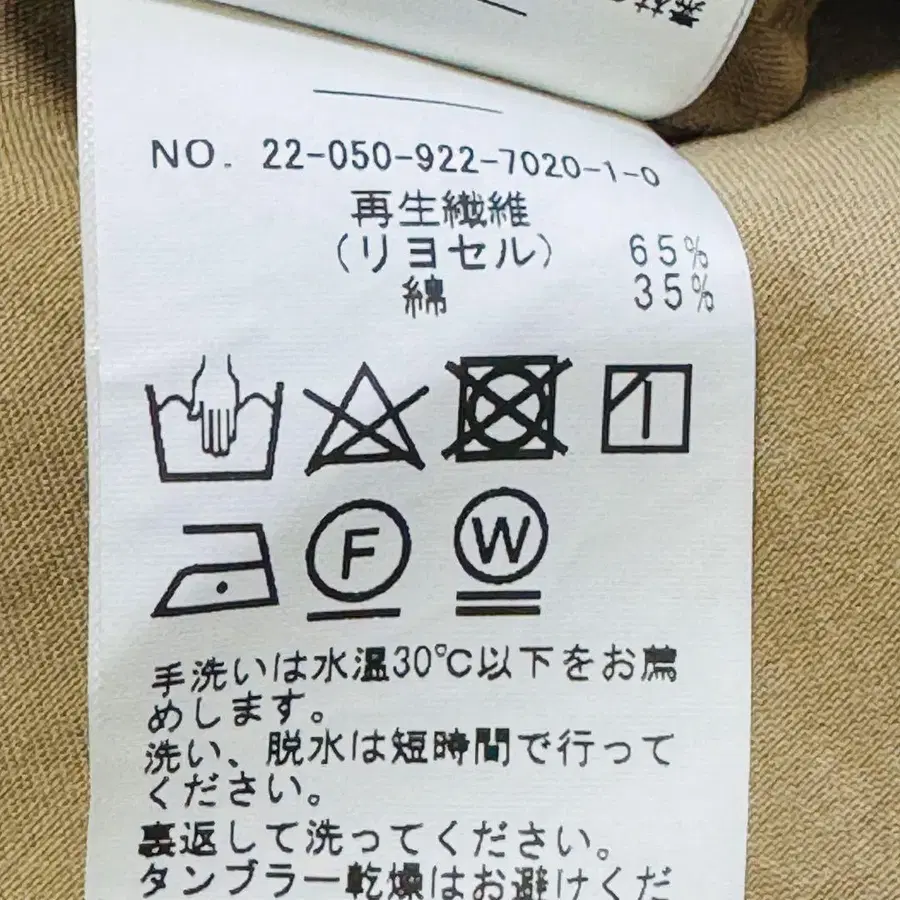 NO. 22-050-922-7020-1-0
再生繊維
（リヨセル） 65%
綿 35%
F
W
手洗いは水温30℃以下をお薦
めします。
洗い、脱水は短時間で行って
ください。
裏返して洗ってください。
タンブラー乾燥はお避けくだ